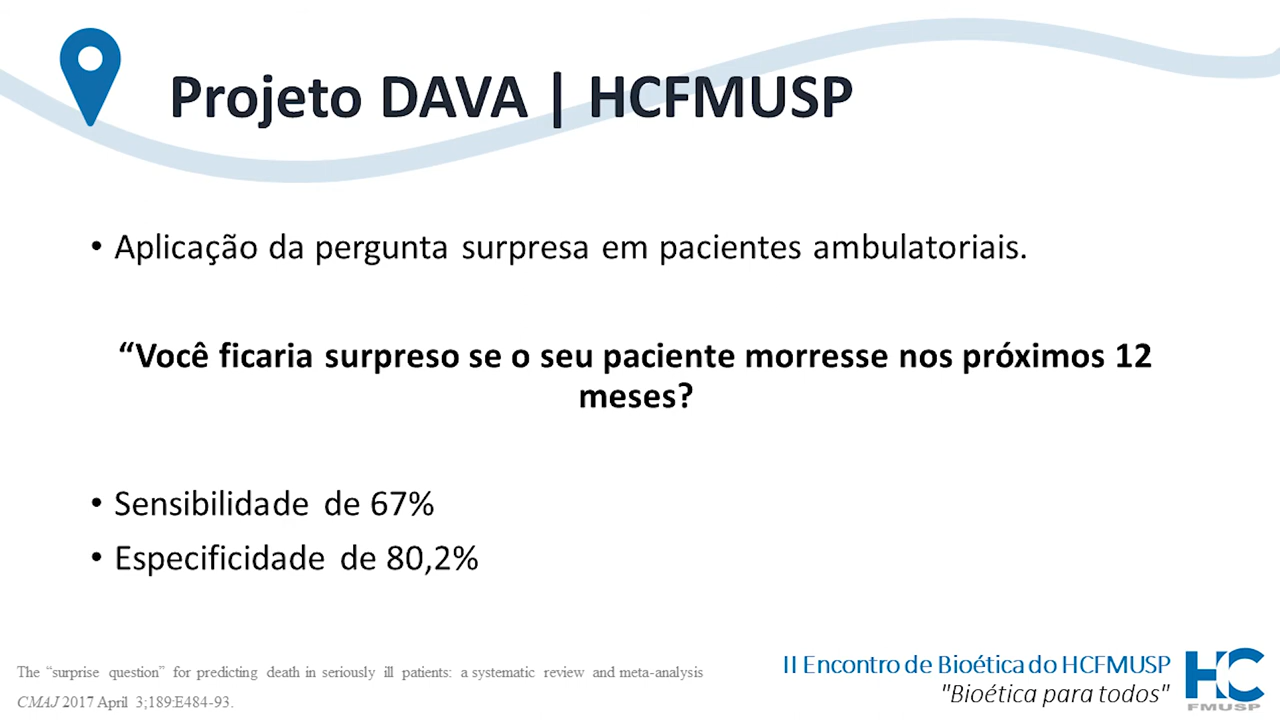 Projeto DAVA | HCFMUSP
• Aplicação da pergunta surpresa em pacientes ambulatoriais.
“Você ficaria surpreso se o seu paciente morresse nos próximos 12
meses?
• Sensibilidade de 67%
• Especificidade de 80,2%
The “surprise question” for predicting death in seriously ill patients: a systematic review and meta-analysis
CMAJ 2017 April 3;189:E484-93.
II Encontro de Bioética do HCFMUSP
"Bioética para todos"
HC
FMUSP